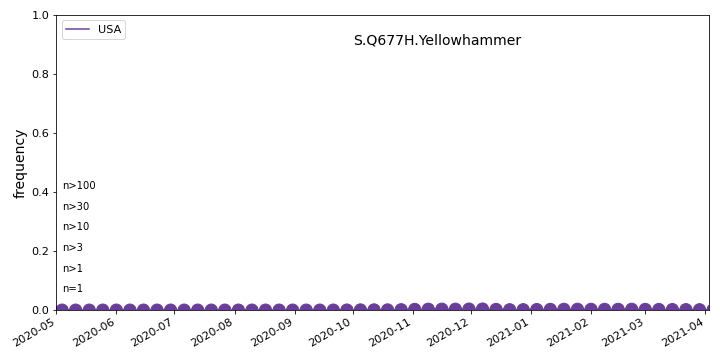 S.Q677H.Yellowhammer
USA
frequency
1.0
0.8
0.6
0.4
0.2
0.0
n>100
n>30
n>10
n>3
n>1
n=1
2020-05
2020-06
2020-07
2020-08
2020-09
2020-10
2020-11
2020-12
2021-01
2021-02
2021-03
2021-04